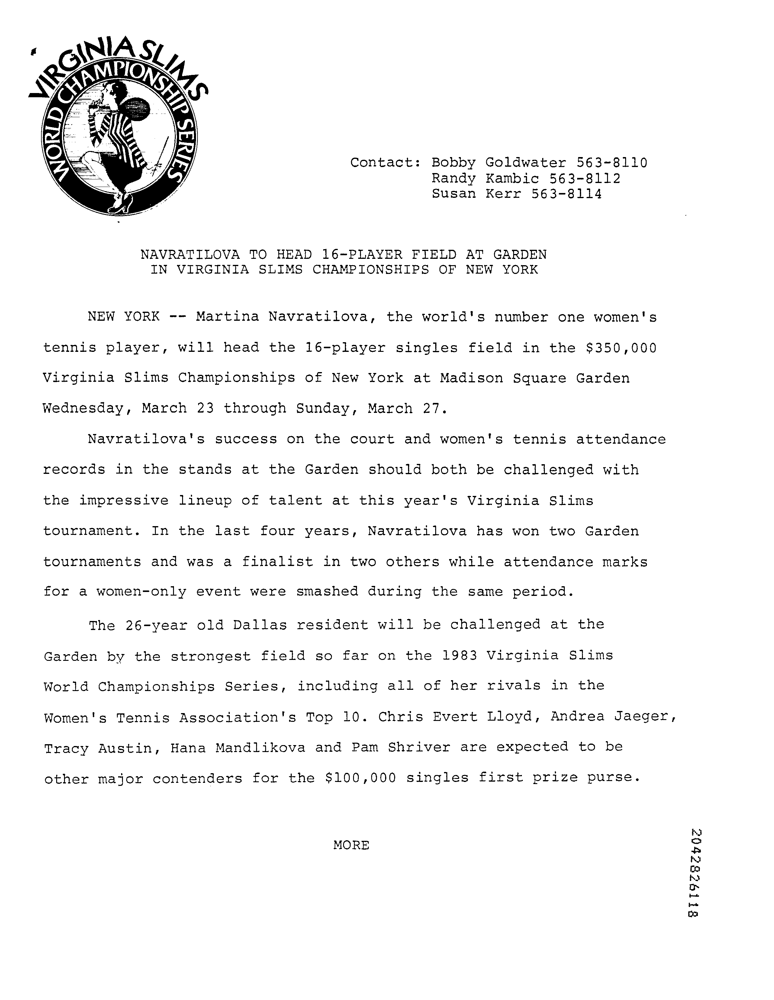 VIRGINIA SLIMS
WORLD CHAMPIONSHIP SERIES
Contact: Bobby Goldwater 563-8110
Randy Kambic 563-8112
Susan Kerr 563-8114
NAVRATILOVA TO HEAD 16-PLAYER FIELD AT GARDEN
IN VIRGINIA SLIMS CHAMPIONSHIPS OF NEW YORK
NEW YORK -- Martina Navratilova, the world's number one women's
tennis player, will head the 16-player singles field in the $350,000
Virginia Slims Championships of New York at Madison Square Garden
Wednesday, March 23 through Sunday, March 27.
Navratilova's success on the court and women's tennis attendance
records in the stands at the Garden should both be challenged with
the impressive lineup of talent at this year's Virginia Slims
tournament. In the last four years, Navratilova has won two Garden
tournaments and was a finalist in two others while attendance marks
for a women-only event were smashed during the same period.
The 26-year old Dallas resident will be challenged at the
Garden by the strongest field so far on the 1983 Virginia Slims
World Championships Series, including all of her rivals in the
Women's Tennis Association's Top 10. Chris Evert Lloyd, Andrea Jaeger,
Tracy Austin, Hana Mandlikova and Pam Shriver are expected to be
other major contenders for the $100,000 singles first prize purse.
MORE
2042826118